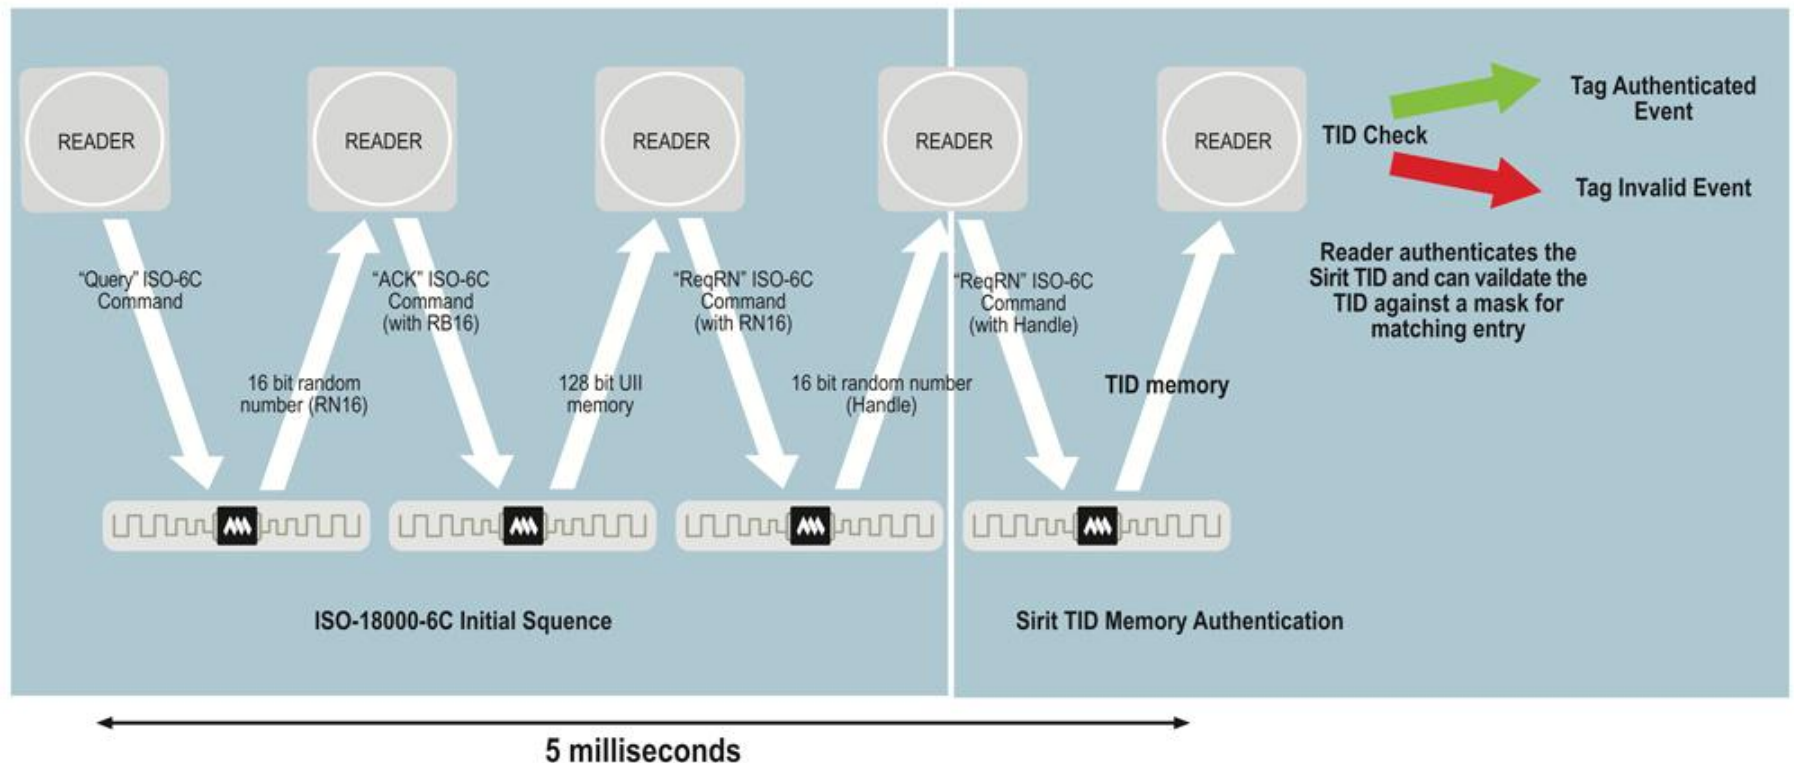 READER
READER
READER
READER
READER
TID Check
Tag Authenticated
Event
Tag Invalid Event
Reader authenticates the
Sirit TID and can vaildate the
TID against a mask for
matching entry
“Query” ISO-6C
Command
16 bit random
number (RN16)
“ACK” ISO-6C
Command
(with RB16)
128 bit UII
memory
“ReqRN” ISO-6C
Command
(with RN16)
16 bit random number
(Handle)
“ReqRN” ISO-6C
Command
(with Handle)
TID memory
ISO-18000-6C Initial Squence
Sirit TID Memory Authentication
5 milliseconds